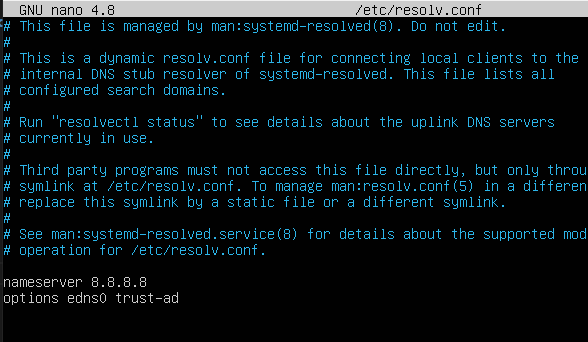 GNU nano 4.8 /etc/resolv.conf
# This file is managed by man:systemd-resolved(8). Do not edit.
#
# This is a dynamic resolv.conf file for connecting local clients to the
# internal DNS stub resolver of systemd-resolved. This file lists all
# configured search domains.
#
# Run "resolvectl status" to see details about the uplink DNS servers
# currently in use.
#
# Third party programs must not access this file directly, but only throu
# symlink at /etc/resolv.conf. To manage man:resolv.conf(5) in a differen
# replace this symlink by a static file or a different symlink.
#
# See man:systemd-resolved.service(8) for details about the supported mod
# operation for /etc/resolv.conf.
nameserver 8.8.8.8
options edns0 trust-ad